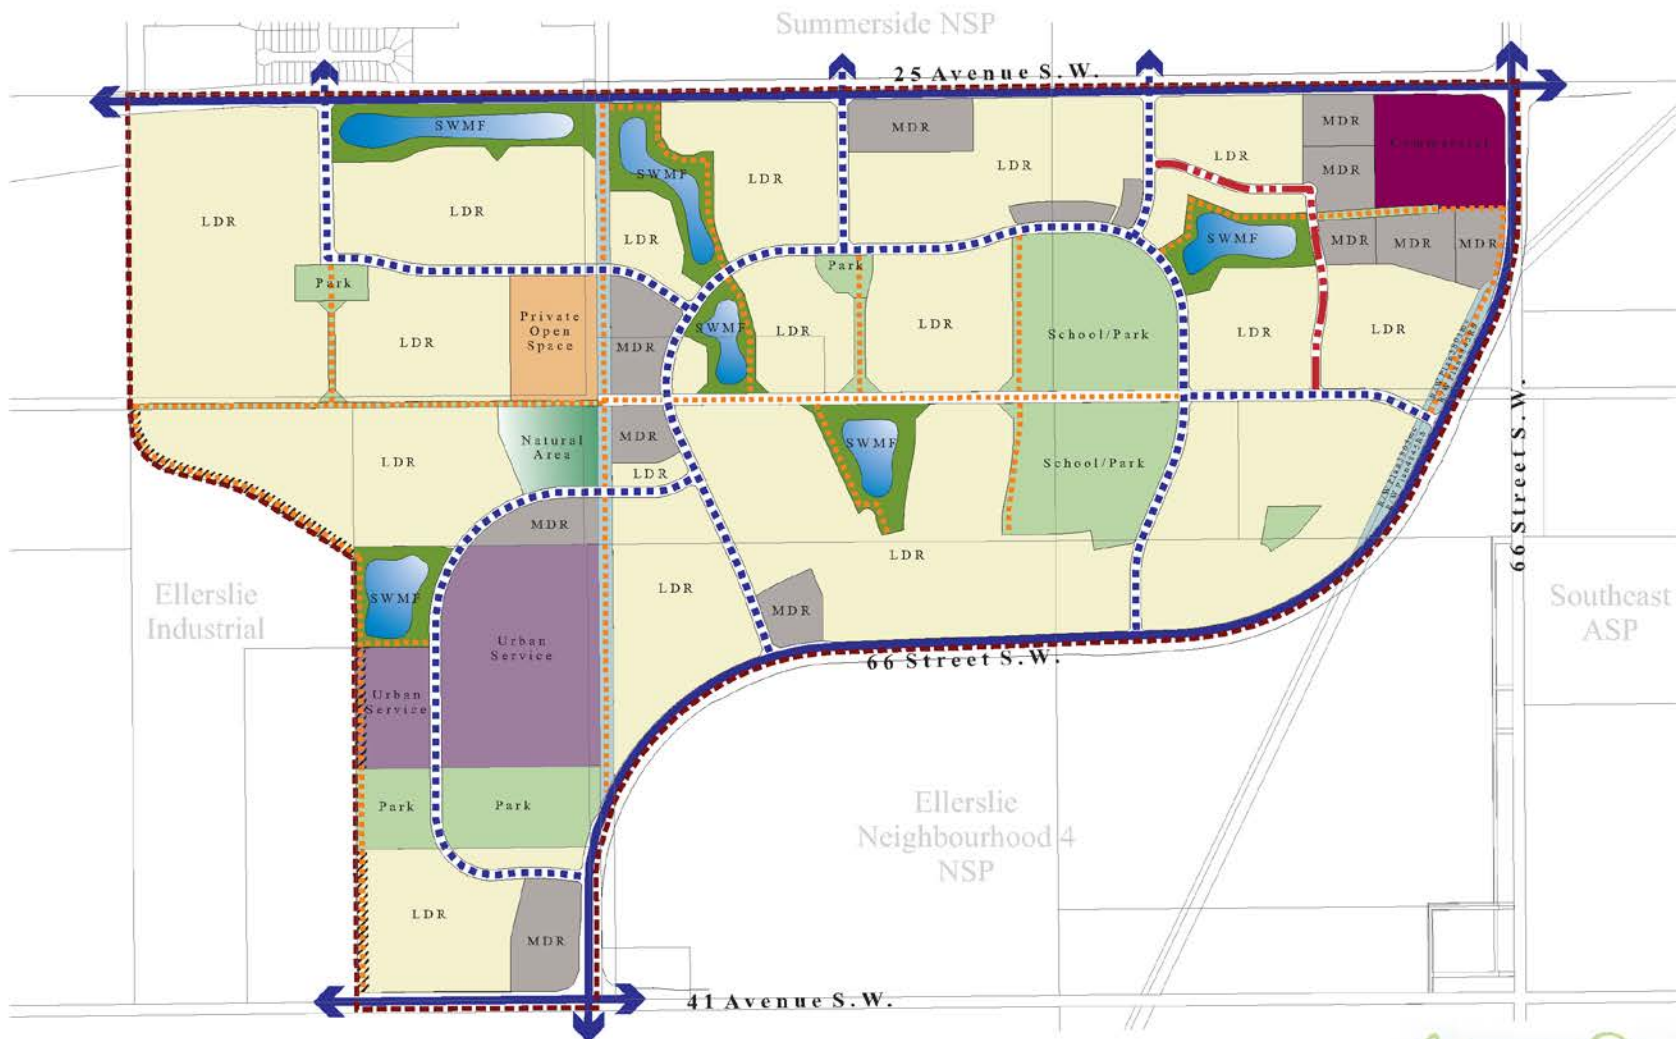 Summerside NSP
25 Avenue S.W.
SWMF
MDR
MDR
Commercial
SWMF
LDR
LDR
LDR
MDR
LDR
LDR
LDR
SWMF
MDR
MDR
MDR
Park
Park
Private
Open
Space
LDR
MDR
SWMF
LDR
LDR
School/Park
LDR
LDR
66 Street S.W.
Natural
Area
MDR
SWMF
LDR
LDR
School/Park
MDR
LDR
LDR
Ellerslie
Industrial
SWMF
MDR
Southeast
ASP
Urban
Service
66 Street S.W.
Urban
Service
Park
Park
Ellerslie
Neighbourhood 4
NSP
LDR
MDR
41 Avenue S.W.